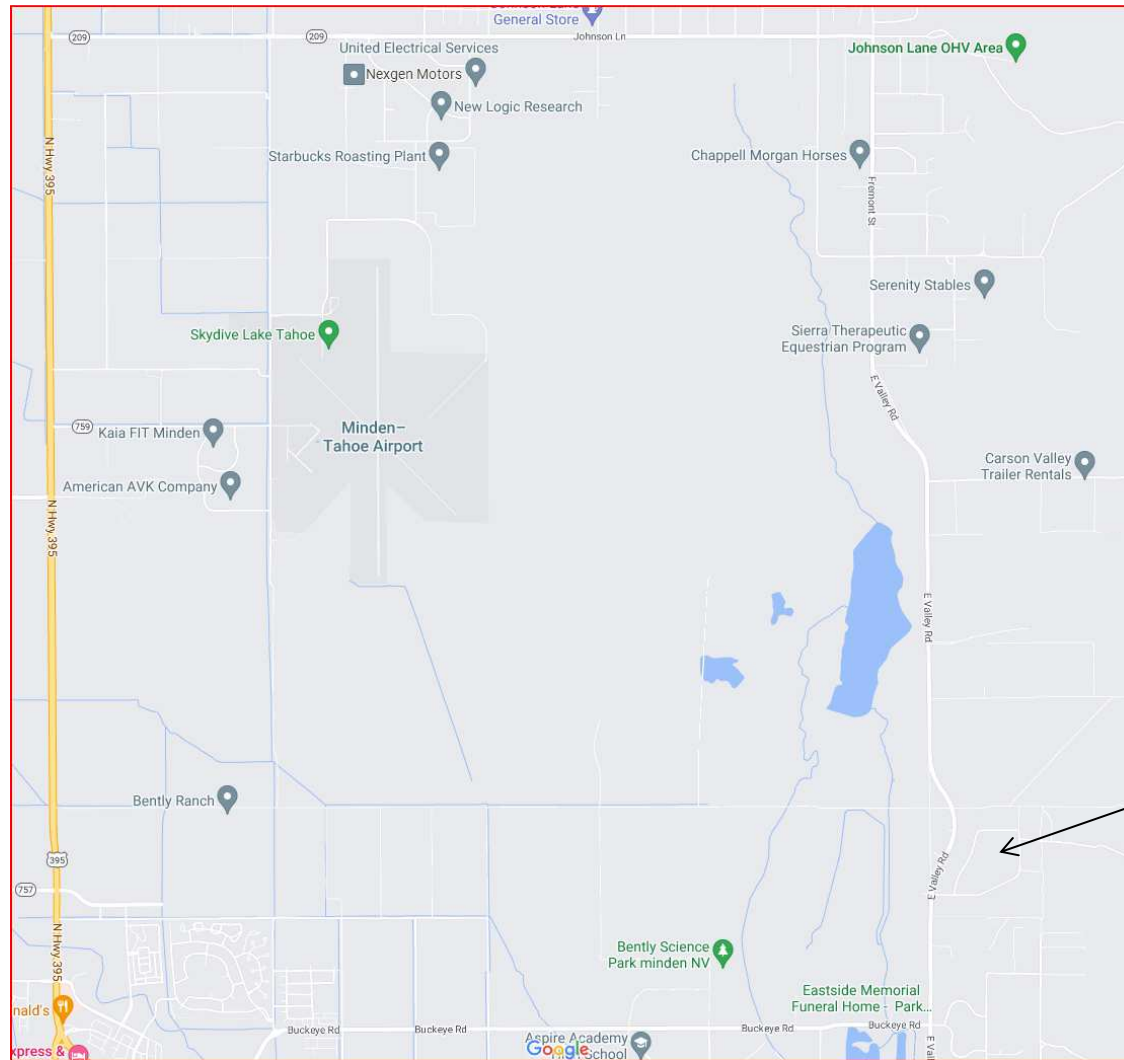 General Store
209
209
Johnson Ln
United Electrical Services
Johnson Lane OHV Area
Nexgen Motors
New Logic Research
N Hwy 395
Starbucks Roasting Plant
Chappell Morgan Horses
Fremont St
Serenity Stables
Skydive Lake Tahoe
Sierra Therapeutic
Equestrian Program
E Valley Rd
759
Kaia FIT Minden
Minden–
Tahoe Airport
Carson Valley
Trailer Rentals
American AVK Company
N Hwy 395
E Valley Rd
Bently Ranch
395
E Valley Rd
757
N Hwy 395
Bently Science
Park minden NV
Eastside Memorial
Funeral Home - Park...
nald's
Buckeye Rd
Buckeye Rd
Buckeye Rd
Buckeye Rd
Aspire Academy
School
Google
E Val
xpress &